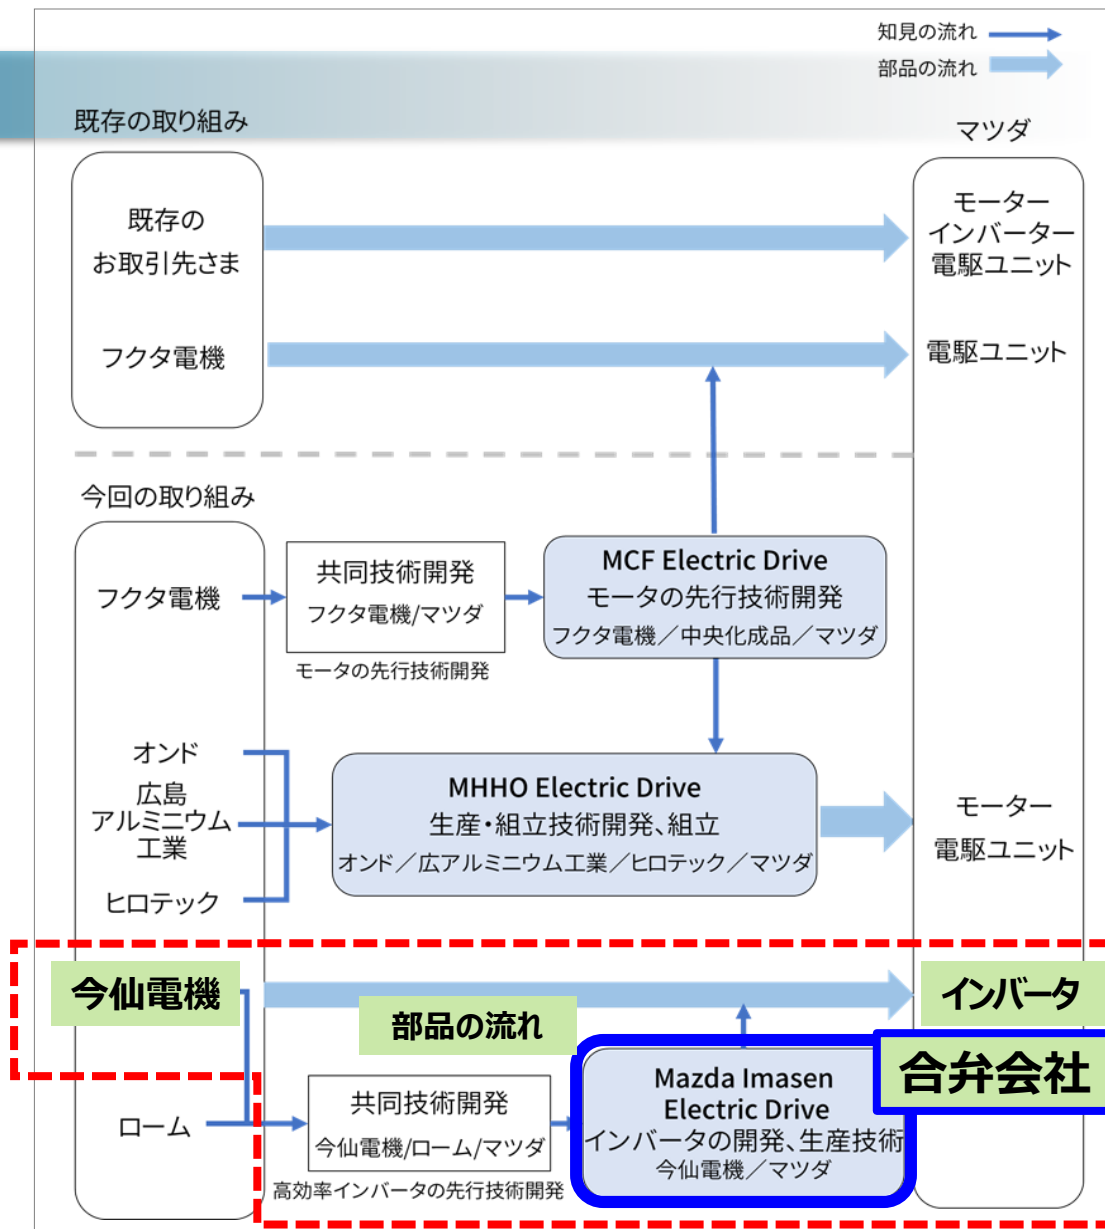 知見の流れ
部品の流れ
既存の取り組み
マツダ
既存の
お取引先さま
モーター
インバーター
電駆ユニット
フクタ電機
電駆ユニット
今回の取り組み
フクタ電機
共同技術開発
フクタ電機/マツダ
モータの先行技術開発
MCF Electric Drive
モータの先行技術開発
フクタ電機／中央化成品／マツダ
オンド
広島
アルミニウム
工業
ヒロテック
MHHO Electric Drive
生産・組立技術開発、組立
オンド／広アルミニウム工業／ヒロテック／マツダ
モーター
電駆ユニット
今仙電機
部品の流れ
インバータ
合弁会社
ローム
共同技術開発
今仙電機/ローム/マツダ
高効率インバータの先行技術開発
Mazda Imasen
Electric Drive
インバータの開発、生産技術
今仙電機／マツダ